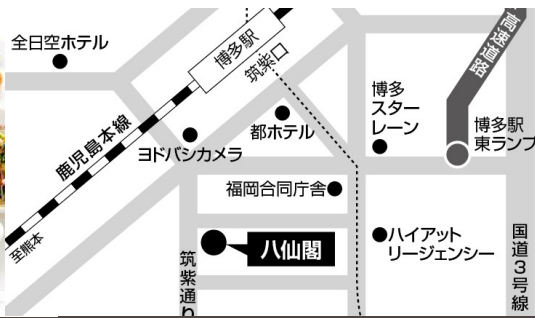 全日空ホテル
博多駅
筑紫口
高速道路
博多
スター
レーン
博多駅
東ランプ
鹿児島本線
ヨドバシカメラ
都ホテル
福岡合同庁舎
至熊本
筑紫通り
八仙閣
ハイアット
リージェンシー
国道3号線